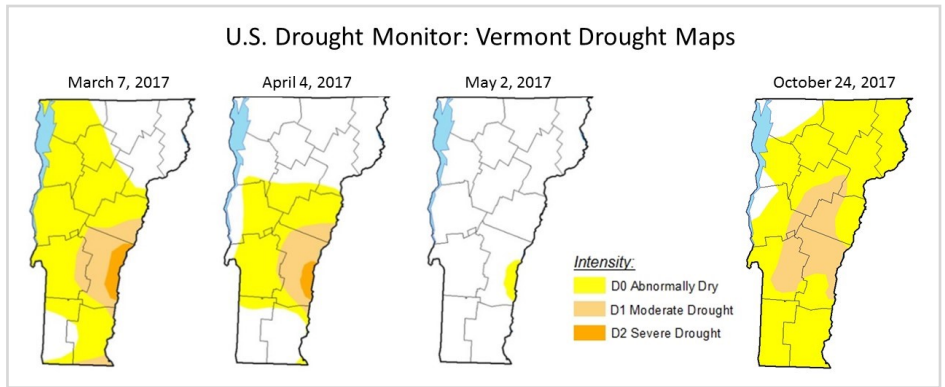 U.S. Drought Monitor: Vermont Drought Maps
March 7, 2017
April 4, 2017
May 2, 2017
October 24, 2017
Intensity:
D0 Abnormally Dry
D1 Moderate Drought
D2 Severe Drought